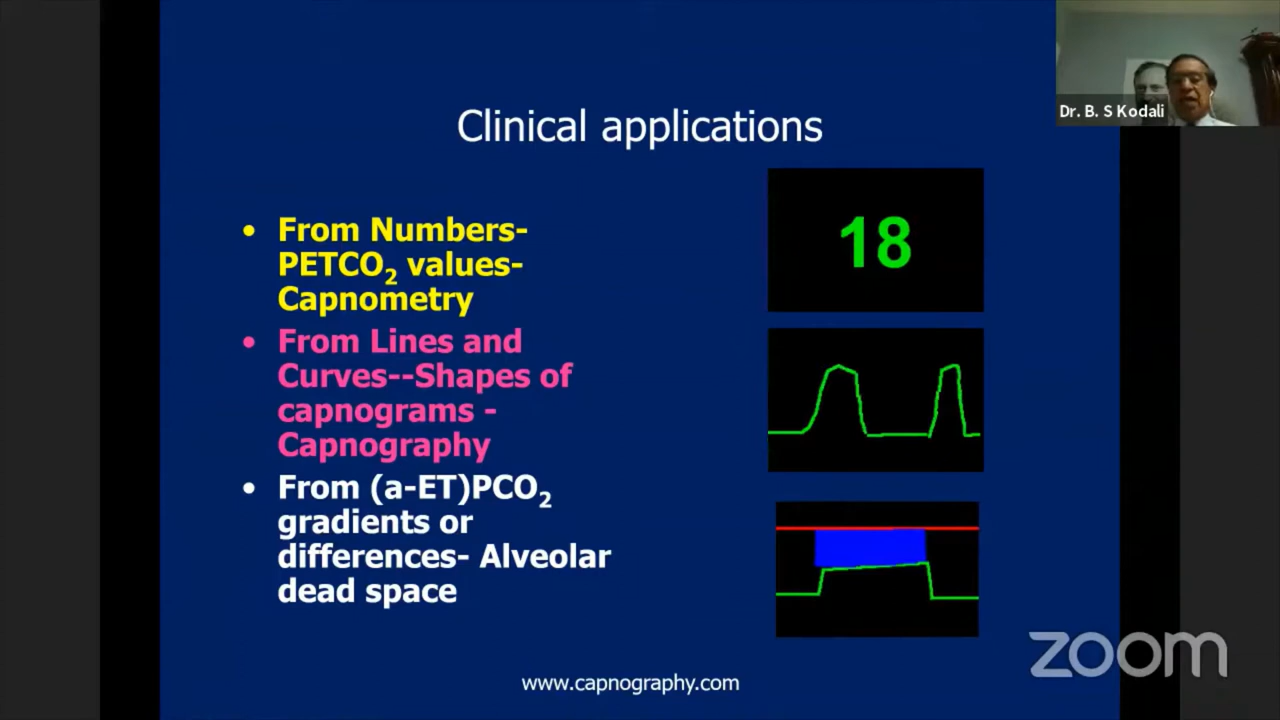 Dr. B. S Kodali
Clinical applications
• From Numbers-
PETCO₂ values-
Capnometry
18
• From Lines and
Curves--Shapes of
capnograms -
Capnography
• From (a-ET)PCO₂
gradients or
differences- Alveolar
dead space
www.capnography.com
zoom